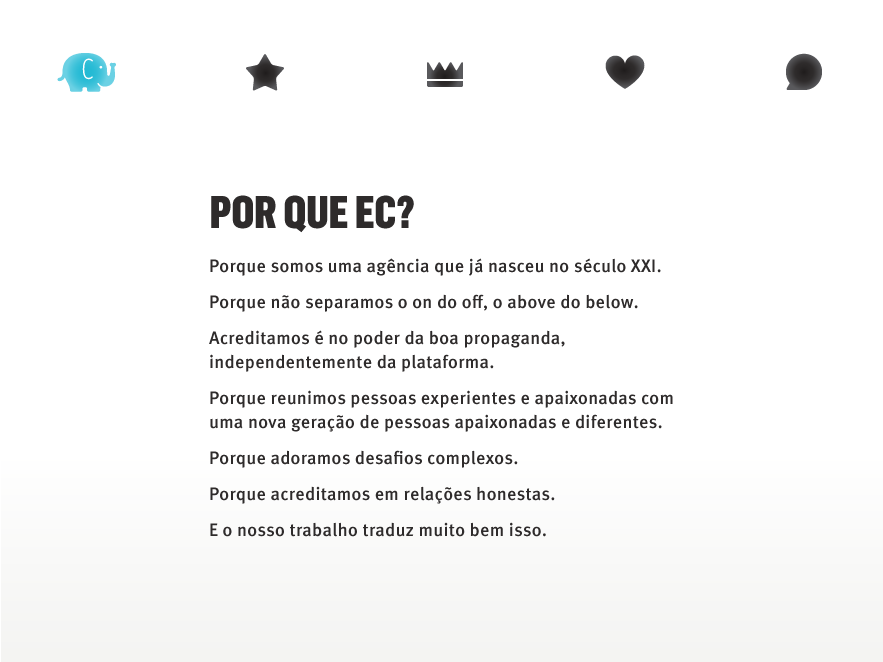 POR QUE EC?
Porque somos uma agência que já nasceu no século XXI.
Porque não separamos o on do off, o above do below.
Acreditamos é no poder da boa propaganda,
independentemente da plataforma.
Porque reunimos pessoas experientes e apaixonadas com
uma nova geração de pessoas apaixonadas e diferentes.
Porque adoramos desafios complexos.
Porque acreditamos em relações honestas.
E o nosso trabalho traduz muito bem isso.